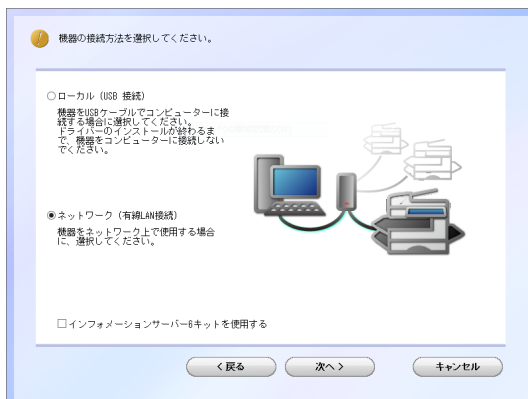 機器の接続方法を選択してください。
ローカル（USB 接続）
機器をUSBケーブルでコンピューターに接
続する場合に選択してください。
ドライバーのインストールが終わるま
で、機器をコンピューターに接続しない
でください。
ネットワーク（有線LAN接続）
機器をネットワーク上で使用する場合
に、選択してください。
インフォメーションサーバー6キットを使用する
＜戻る
次へ＞
キャンセル